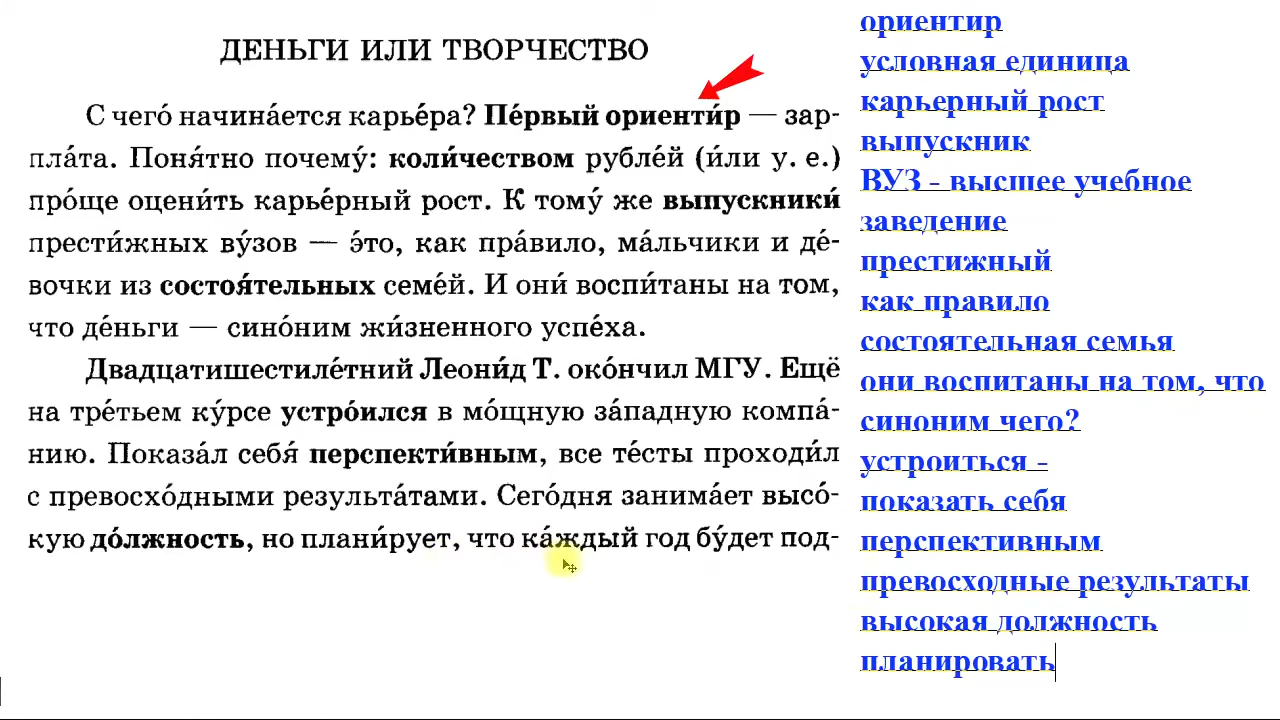 ДЕНЬГИ ИЛИ ТВОРЧЕСТВО
С чего́ начина́ется карье́ра? Пе́рвый ориенти́р — зар-
пла́та. Поня́тно почему́: коли́чеством рубле́й (и́ли у. е.)
про́ще оцени́ть карье́рный рост. К тому́ же выпускники́
прести́жных ву́зов — э́то, как пра́вило, ма́льчики и де́-
вочки из состоя́тельных семе́й. И они́ воспи́таны на том,
что де́ньги — сино́ним жи́зненного успе́ха.
Двадцатишестиле́тний Леони́д Т. око́нчил МГУ. Ещё
на тре́тьем ку́рсе устро́ился в мо́щную за́падную компа́-
нию. Показа́л себя́ перспекти́вным, все те́сты проходи́л
с превосхо́дными результа́тами. Сего́дня занима́ет высо́-
кую до́лжность, но плани́рует, что ка́ждый год бу́дет под-
ориентир
условная единица
карьерный рост
выпускник
ВУЗ - высшее учебное
заведение
престижный
как правило
состоятельная семья
они воспитаны на том, что
синоним чего?
устроиться -
показать себя
перспективным
превосходные результаты
высокая должность
планировать